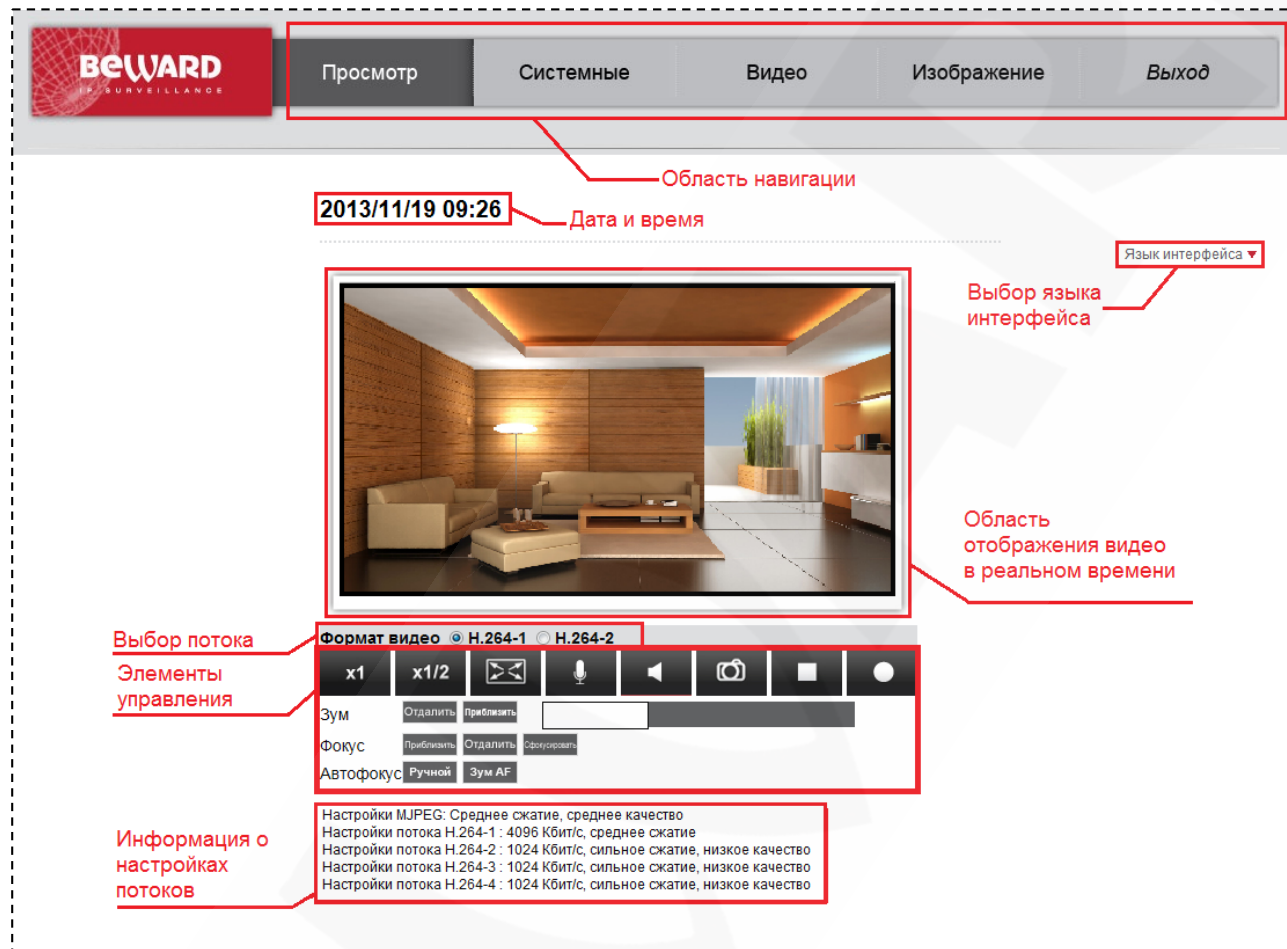 BEWARD
IP SURVEILLANCE
Просмотр
Системные
Видео
Изображение
Выход
Область навигации
2013/11/19 09:26
Дата и время
Язык интерфейса
Выбор языка
интерфейса
Область
отображения видео
в реальном времени
Выбор потока
Формат видео H.264-1 H.264-2
Элементы
управления
x1 x1/2
Зум Отдалить Приблизить
Фокус Приблизить Отдалить Сфокусировать
Автофокус Ручной Зум AF
Информация о
настройках
потоков
Настройки MJPEG: Среднее сжатие, среднее качество
Настройки потока H.264-1 : 4096 Кбит/с, среднее сжатие
Настройки потока H.264-2 : 1024 Кбит/с, сильное сжатие, низкое качество
Настройки потока H.264-3 : 1024 Кбит/с, сильное сжатие, низкое качество
Настройки потока H.264-4 : 1024 Кбит/с, сильное сжатие, низкое качество